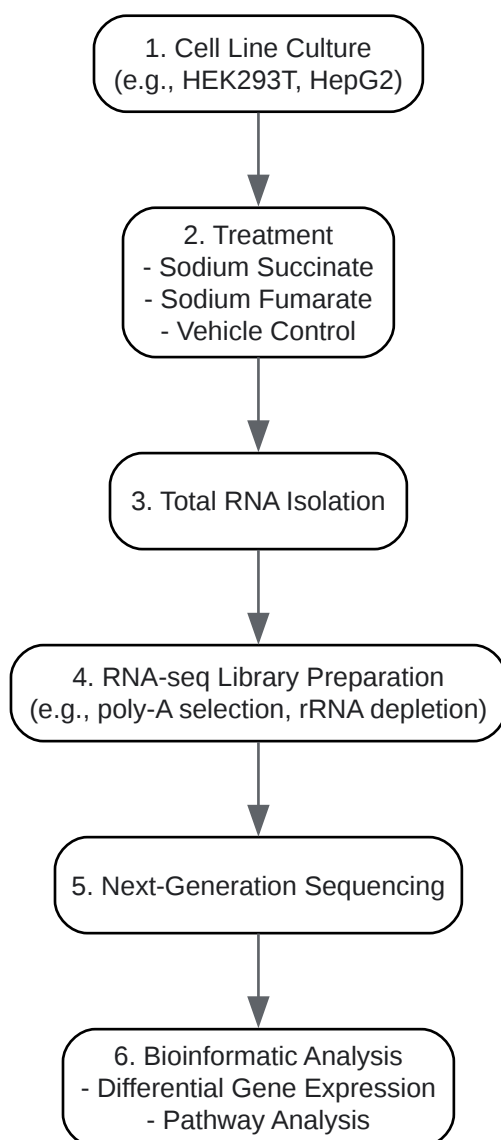 1. Cell Line Culture
(e.g., HEK293T, HepG2)
2. Treatment
- Sodium Succinate
- Sodium Fumarate
- Vehicle Control
3. Total RNA Isolation
4. RNA-seq Library Preparation
(e.g., poly-A selection, rRNA depletion)
5. Next-Generation Sequencing
6. Bioinformatic Analysis
- Differential Gene Expression
- Pathway Analysis